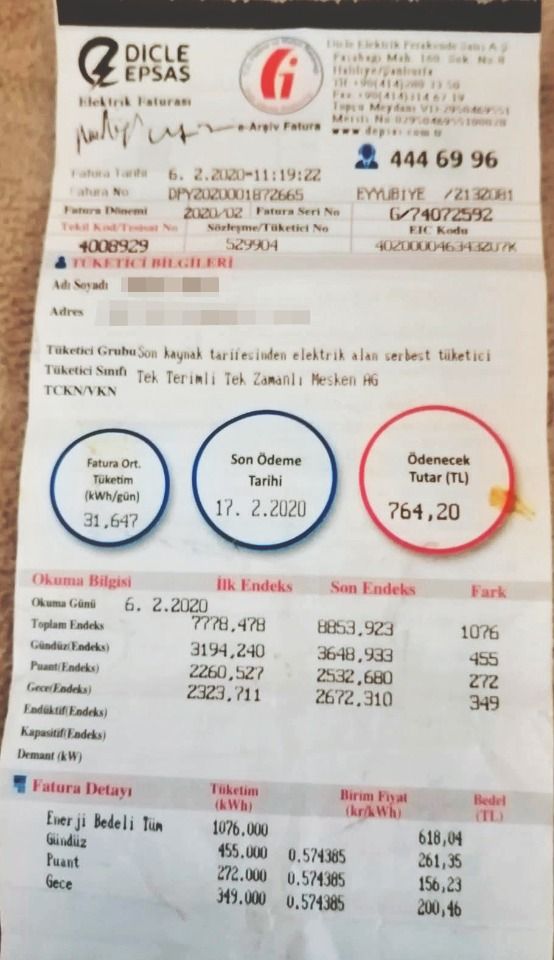 DICLE
EPSAŞ
Elektrik Faturası
e-Arşiv Fatura
Dicle Elektrik Perakende Satış A.Ş
444 69 96
Fatura Tarihi 6. 2.2020-11:19:22
Fatura No DPY2020001872665 EYYUBIYE /2132081
Fatura Dönemi 2020/02 Fatura Seri No G/74072592
Tekil Kod/Tesisat No Sözleşme/Tüketici No EIC Kodu
4008929 529904 4020000463432U7K
TÜKETİCİ BİLGİLERİ
Adı Soyadı
Adres
Tüketici Grubu Son kaynak tarifesinden elektrik alan serbest tüketici
Tüketici Sınıfı Tek Terimli Tek Zamanlı Mesken AG
TCKN/VKN
Fatura Ort.
Tüketim
(kWh/gün)
31,647
Son Ödeme
Tarihi
17. 2.2020
Ödenecek
Tutar (TL)
764,20
Okuma Bilgisi İlk Endeks Son Endeks Fark
Okuma Günü 6. 2.2020
Toplam Endeks 7778,478 8853,923 1076
Gündüz(Endeks) 3194,240 3648,933 455
Puant(Endeks) 2260,527 2532,680 272
Gece(Endeks) 2323,711 2672,310 349
Endüktif(Endeks)
Kapasitif(Endeks)
Demant (kW)
Fatura Detayı Tüketim (kWh) Birim Fiyat (kr/kWh) Bedel (TL)
Enerji Bedeli Tüm 1076.000 618,04
Gündüz 455.000 0.574385 261,35
Puant 272.000 0.574385 156,23
Gece 349.000 0.574385 200,46